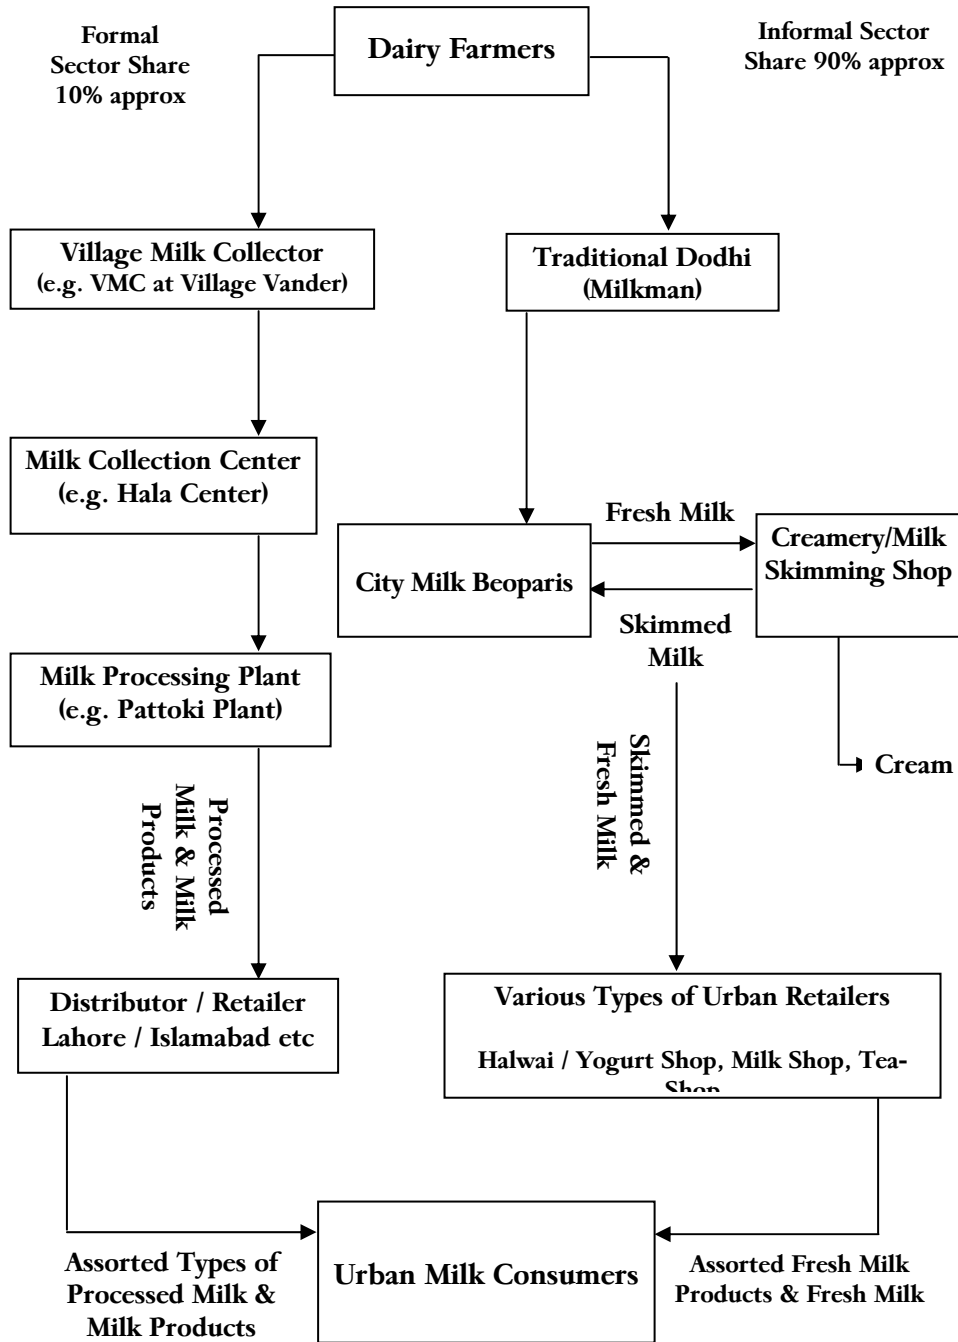 Formal
Sector Share
10% approx
Dairy Farmers
Informal Sector
Share 90% approx
Village Milk Collector
(e.g. VMC at Village Vander)
Traditional Dodhi
(Milkman)
Milk Collection Center
(e.g. Hala Center)
City Milk Beoparis
Fresh Milk
Creamery/Milk
Skimming Shop
Skimmed
Milk
Milk Processing Plant
(e.g. Pattoki Plant)
Cream
Processed
Milk & Milk
Products
Skimmed &
Fresh Milk
Distributor / Retailer
Lahore / Islamabad etc
Various Types of Urban Retailers
Halwai / Yogurt Shop, Milk Shop, Tea-
Shop
Urban Milk Consumers
Assorted Types of
Processed Milk &
Milk Products
Assorted Fresh Milk
Products & Fresh Milk